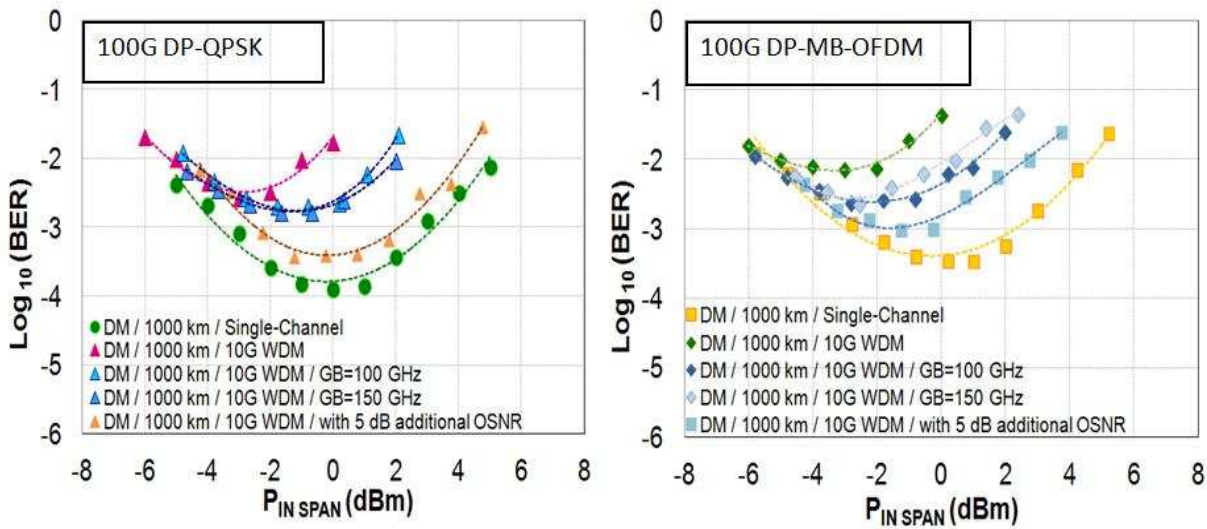 100G DP-QPSK
0
-1
-2
-3
-4
-5
-6
Log 10 (BER)
DM / 1000 km / Single-Channel
DM / 1000 km / 10G WDM
DM / 1000 km / 10G WDM / GB=100 GHz
DM / 1000 km / 10G WDM / GB=150 GHz
DM / 1000 km / 10G WDM / with 5 dB additional OSNR
-8 -6 -4 -2 0 2 4 6 8
P IN SPAN (dBm)
100G DP-MB-OFDM
0
-1
-2
-3
-4
-5
-6
Log 10 (BER)
DM / 1000 km / Single-Channel
DM / 1000 km / 10G WDM
DM / 1000 km / 10G WDM / GB=100 GHz
DM / 1000 km / 10G WDM / GB=150 GHz
DM / 1000 km / 10G WDM / with 5 dB additional OSNR
-8 -6 -4 -2 0 2 4 6 8
P IN SPAN (dBm)